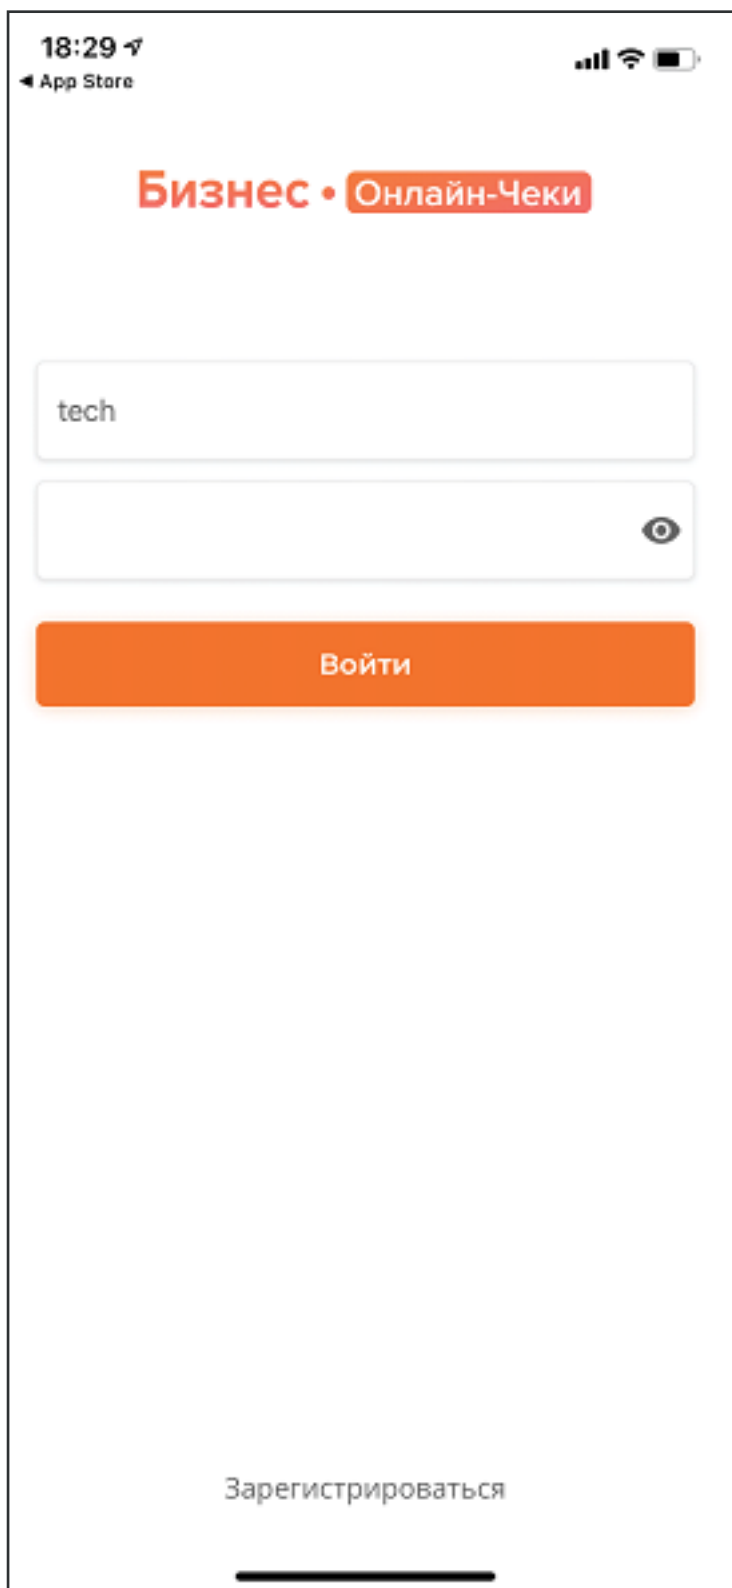 18:29
◀ App Store
Бизнес • Онлайн-Чеки
tech
Войти
Зарегистрироваться